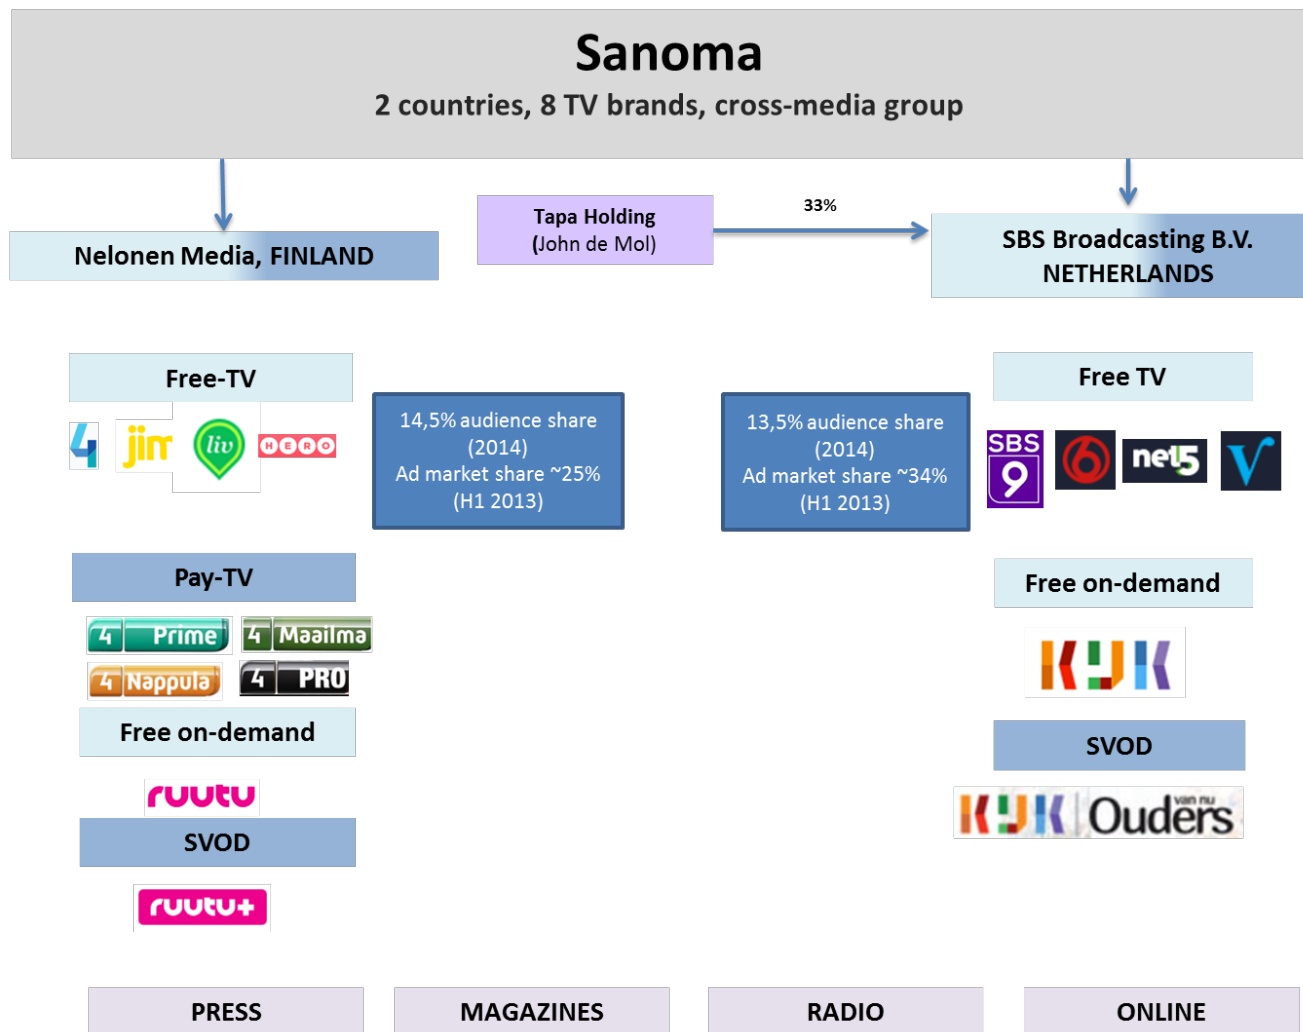 Sanoma
2 countries, 8 TV brands, cross-media group
Tapa Holding
(John de Mol)
33%
Nelonen Media, FINLAND
SBS Broadcasting B.V.
NETHERLANDS
Free-TV
4
jim
liv
HERO
14,5% audience share
(2014)
Ad market share ~25%
(H1 2013)
13,5% audience share
(2014)
Ad market share ~34%
(H1 2013)
Free TV
SBS
9
6
net5
V
Pay-TV
4 Prime
4 Maailma
4 Nappula
4 PRO
Free on-demand
ruutu
SVOD
ruutu+
Free on-demand
KIJK
SVOD
KIJK
van nu
Ouders
PRESS
MAGAZINES
RADIO
ONLINE